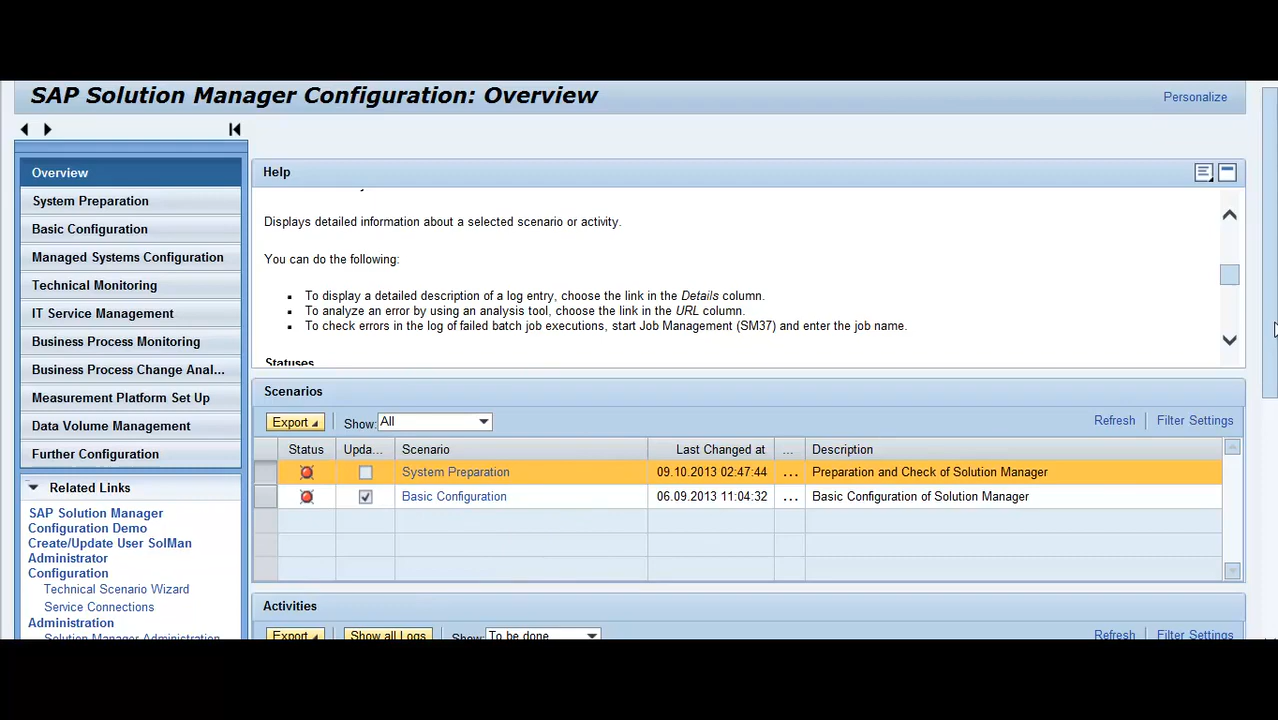 SAP Solution Manager Configuration: Overview
Personalize
Overview
System Preparation
Basic Configuration
Managed Systems Configuration
Technical Monitoring
IT Service Management
Business Process Monitoring
Business Process Change Anal...
Measurement Platform Set Up
Data Volume Management
Further Configuration
Related Links
SAP Solution Manager
Configuration Demo
Create/Update User SolMan
Administrator
Configuration
Technical Scenario Wizard
Service Connections
Administration
Solution Manager Administration
Help
Displays detailed information about a selected scenario or activity.
You can do the following:
To display a detailed description of a log entry, choose the link in the Details column.
To analyze an error by using an analysis tool, choose the link in the URL column.
To check errors in the log of failed batch job executions, start Job Management (SM37) and enter the job name.
Statuses
Scenarios
Export Show: All Refresh Filter Settings
Status Upda... Scenario Last Changed at ... Description
System Preparation 09.10.2013 02:47:44 ... Preparation and Check of Solution Manager
Basic Configuration 06.09.2013 11:04:32 ... Basic Configuration of Solution Manager
Activities
Export Show all Logs Show: To be done Refresh Filter Settings